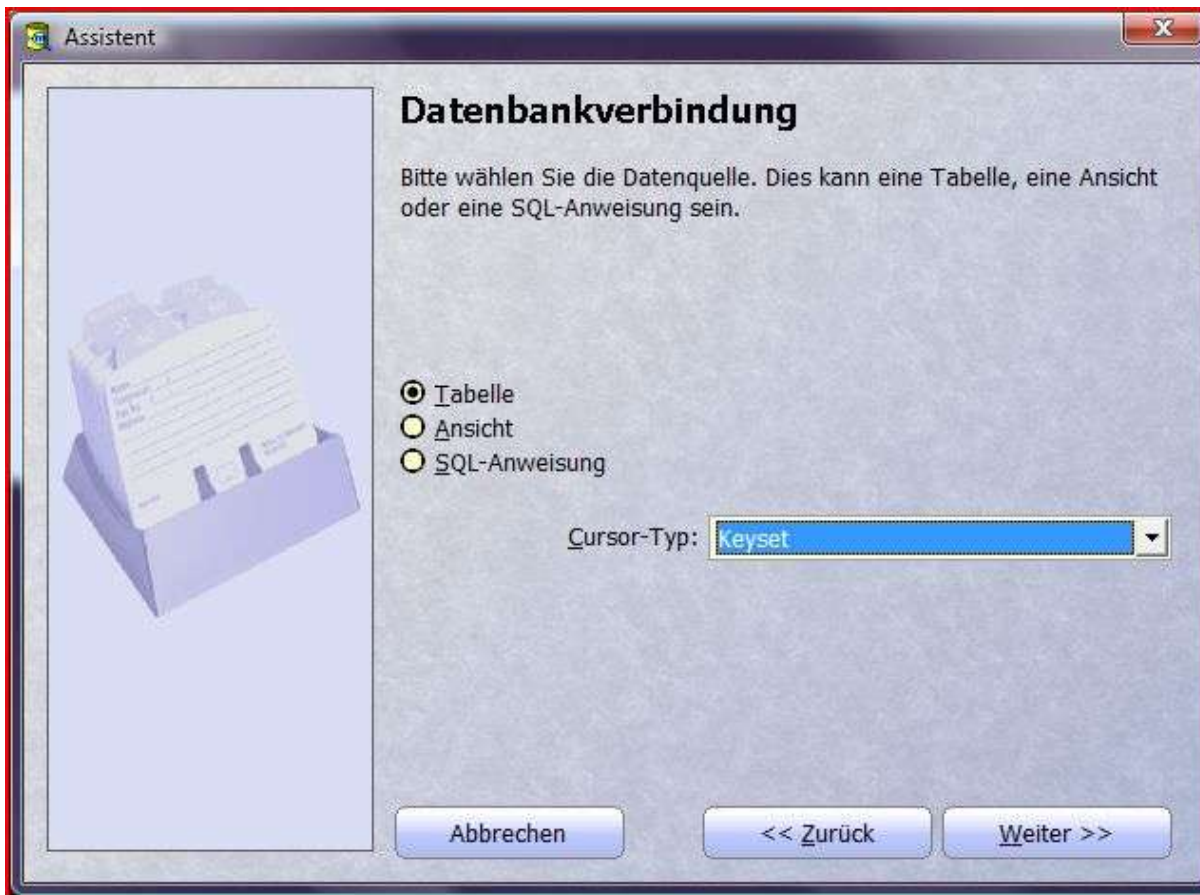 Assistent
Datenbankverbindung
Bitte wählen Sie die Datenquelle. Dies kann eine Tabelle, eine Ansicht
oder eine SQL-Anweisung sein.
Tabelle
Ansicht
SQL-Anweisung
Cursor-Typ: Keyset
Abbrechen << Zurück Weiter >>